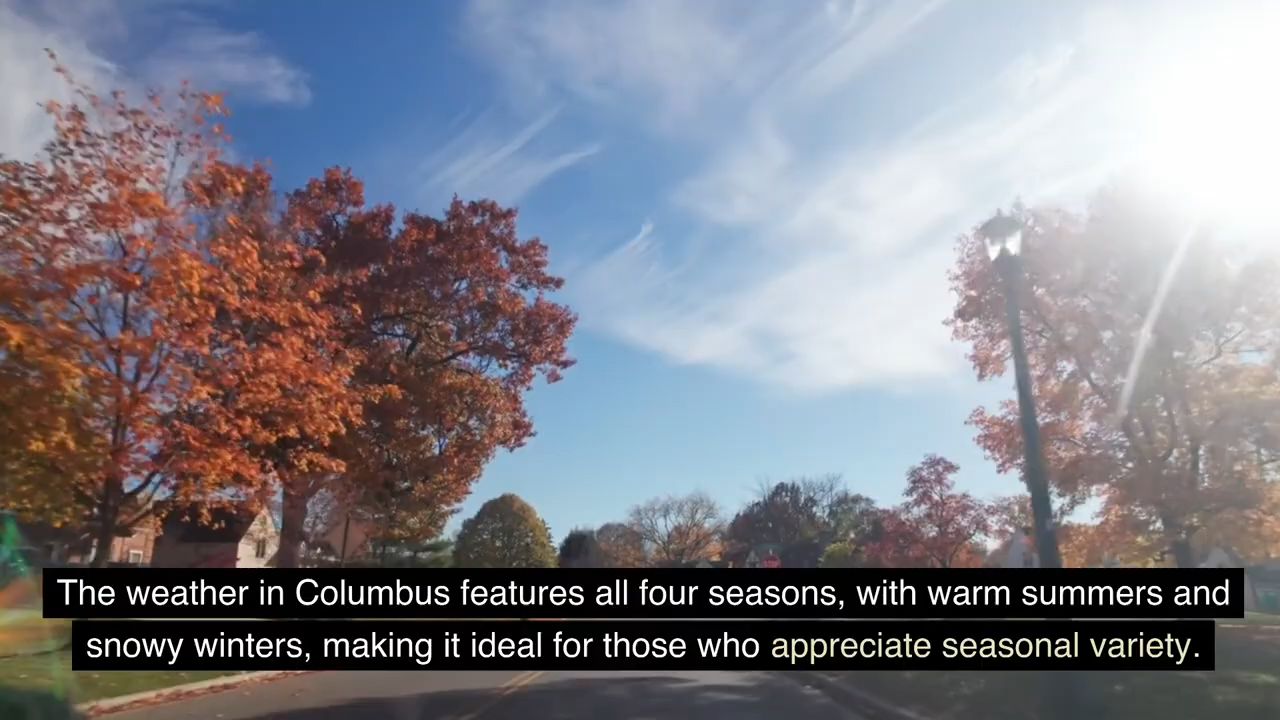 The weather in Columbus features all four seasons, with warm summers and
snowy winters, making it ideal for those who appreciate seasonal variety.